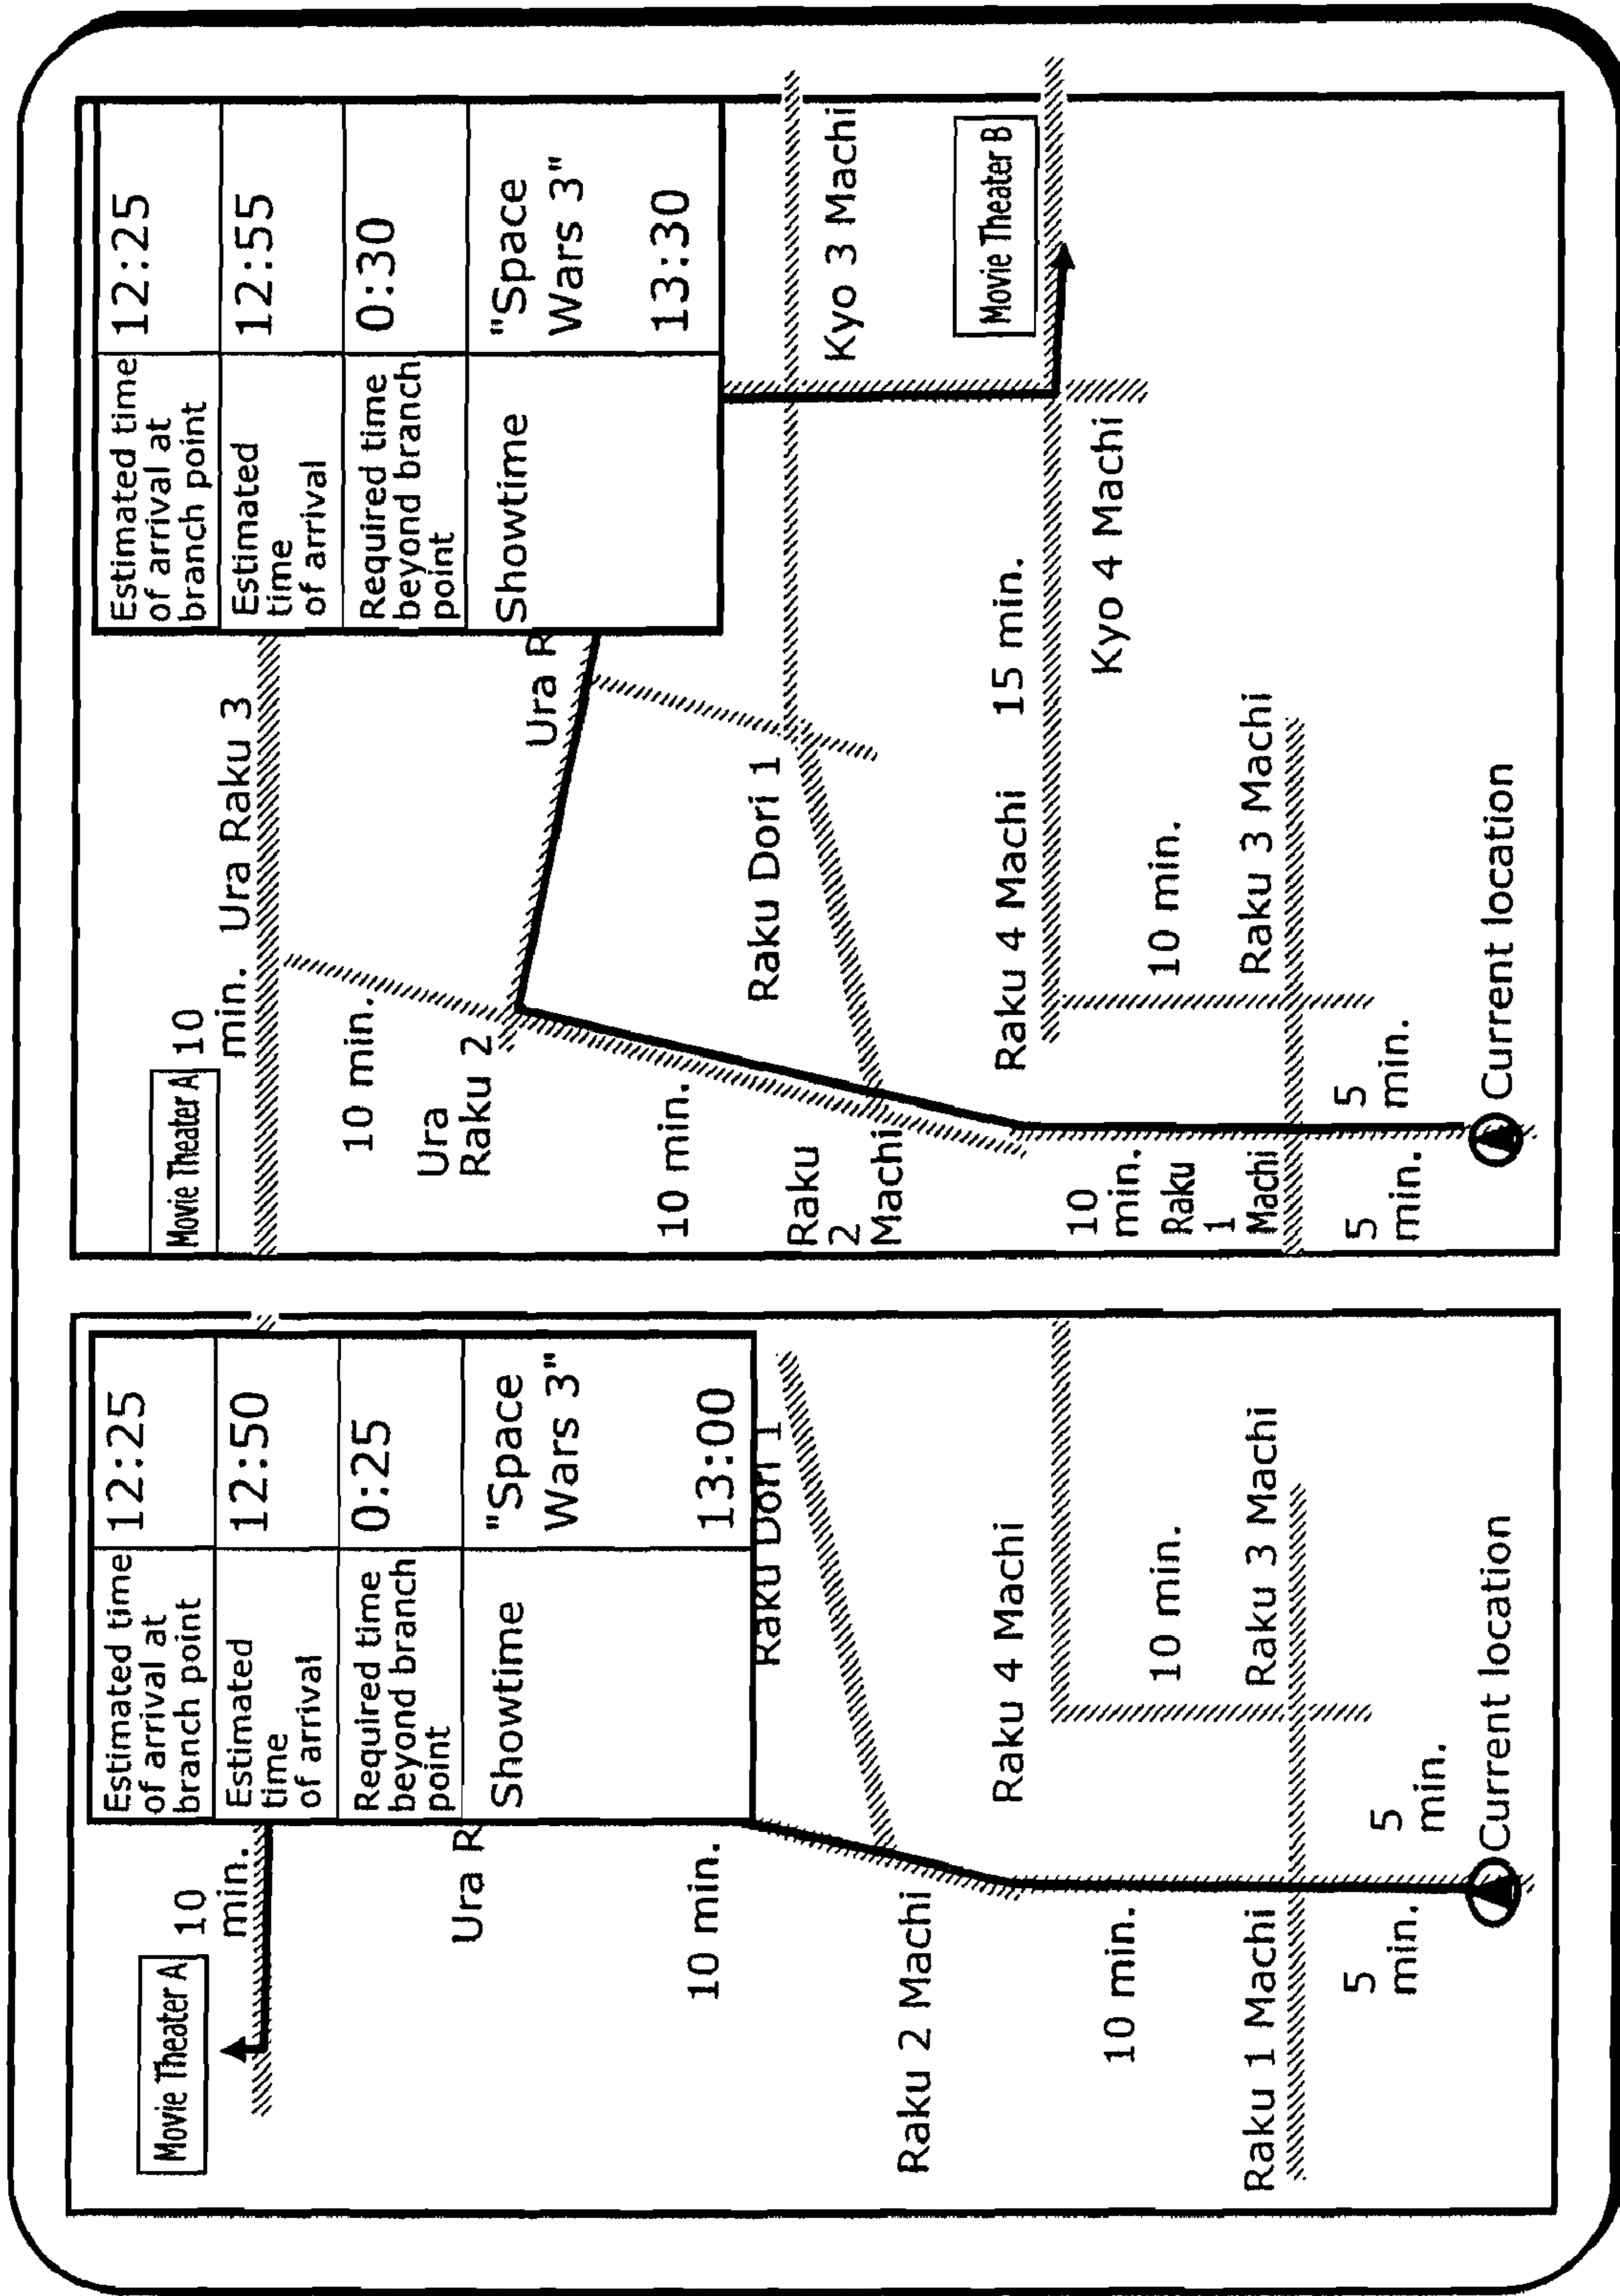 Estimated time
of arrival at
branch point
12:25
Estimated
time
of arrival
12:50
Required time
beyond branch
point
0:25
Showtime
"Space
Wars 3"
13:00
Movie Theater A
10
min.
Ura R
10 min.
Raku Dori 1
Raku 2 Machi
Raku 4 Machi
10 min.
10 min.
Raku 1 Machi
Raku 3 Machi
5
min.
5
min.
Current location
Estimated time
of arrival at
branch point
12:25
Estimated
time
of arrival
12:55
Required time
beyond branch
point
0:30
Showtime
"Space
Wars 3"
13:30
Movie Theater A
10
min.
Ura Raku 3
10 min.
Ura
Raku 2
Ura R
10 min.
Raku Dori 1
Kyo 3 Machi
Raku
2
Machi
Movie Theater B
Raku 4 Machi
15 min.
Kyo 4 Machi
10
min.
10 min.
Raku
1
Machi
Raku 3 Machi
5
min.
5
min.
Current location